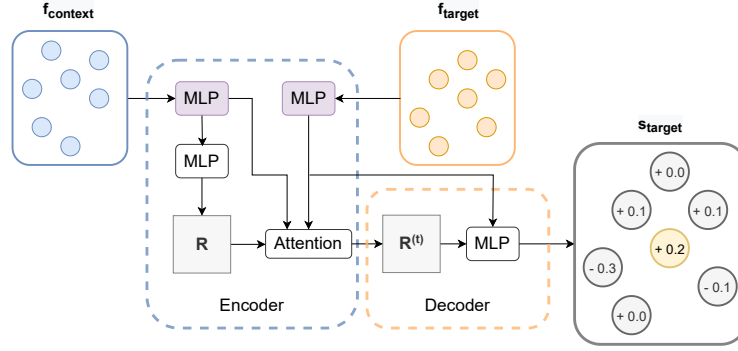 f_context
f_target
MLP
MLP
s_target
MLP
+ 0.0
+ 0.1
+ 0.1
R
Attention
R^(t)
MLP
+ 0.2
- 0.3
- 0.1
+ 0.0
Encoder
Decoder